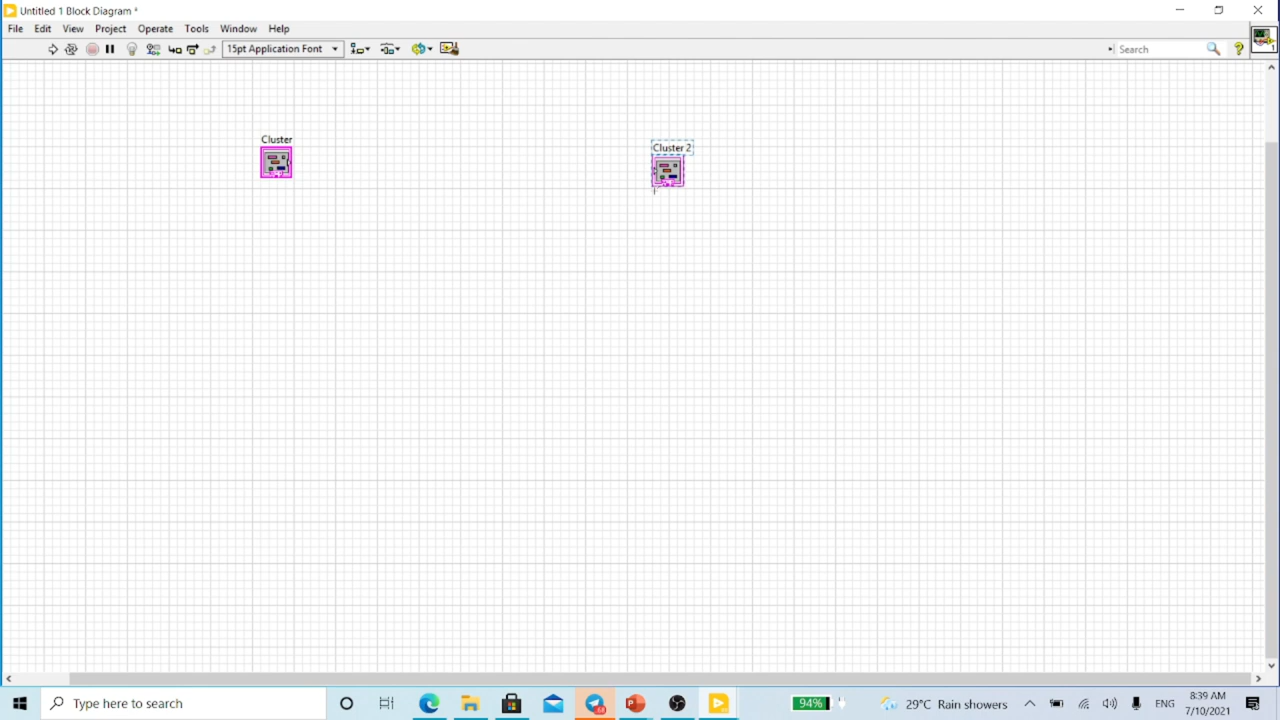 Untitled 1 Block Diagram *
File Edit View Project Operate Tools Window Help
15pt Application Font
Search
1
Cluster
Cluster 2
Type here to search
94%
29°C Rain showers
ENG
8:39 AM
7/10/2021